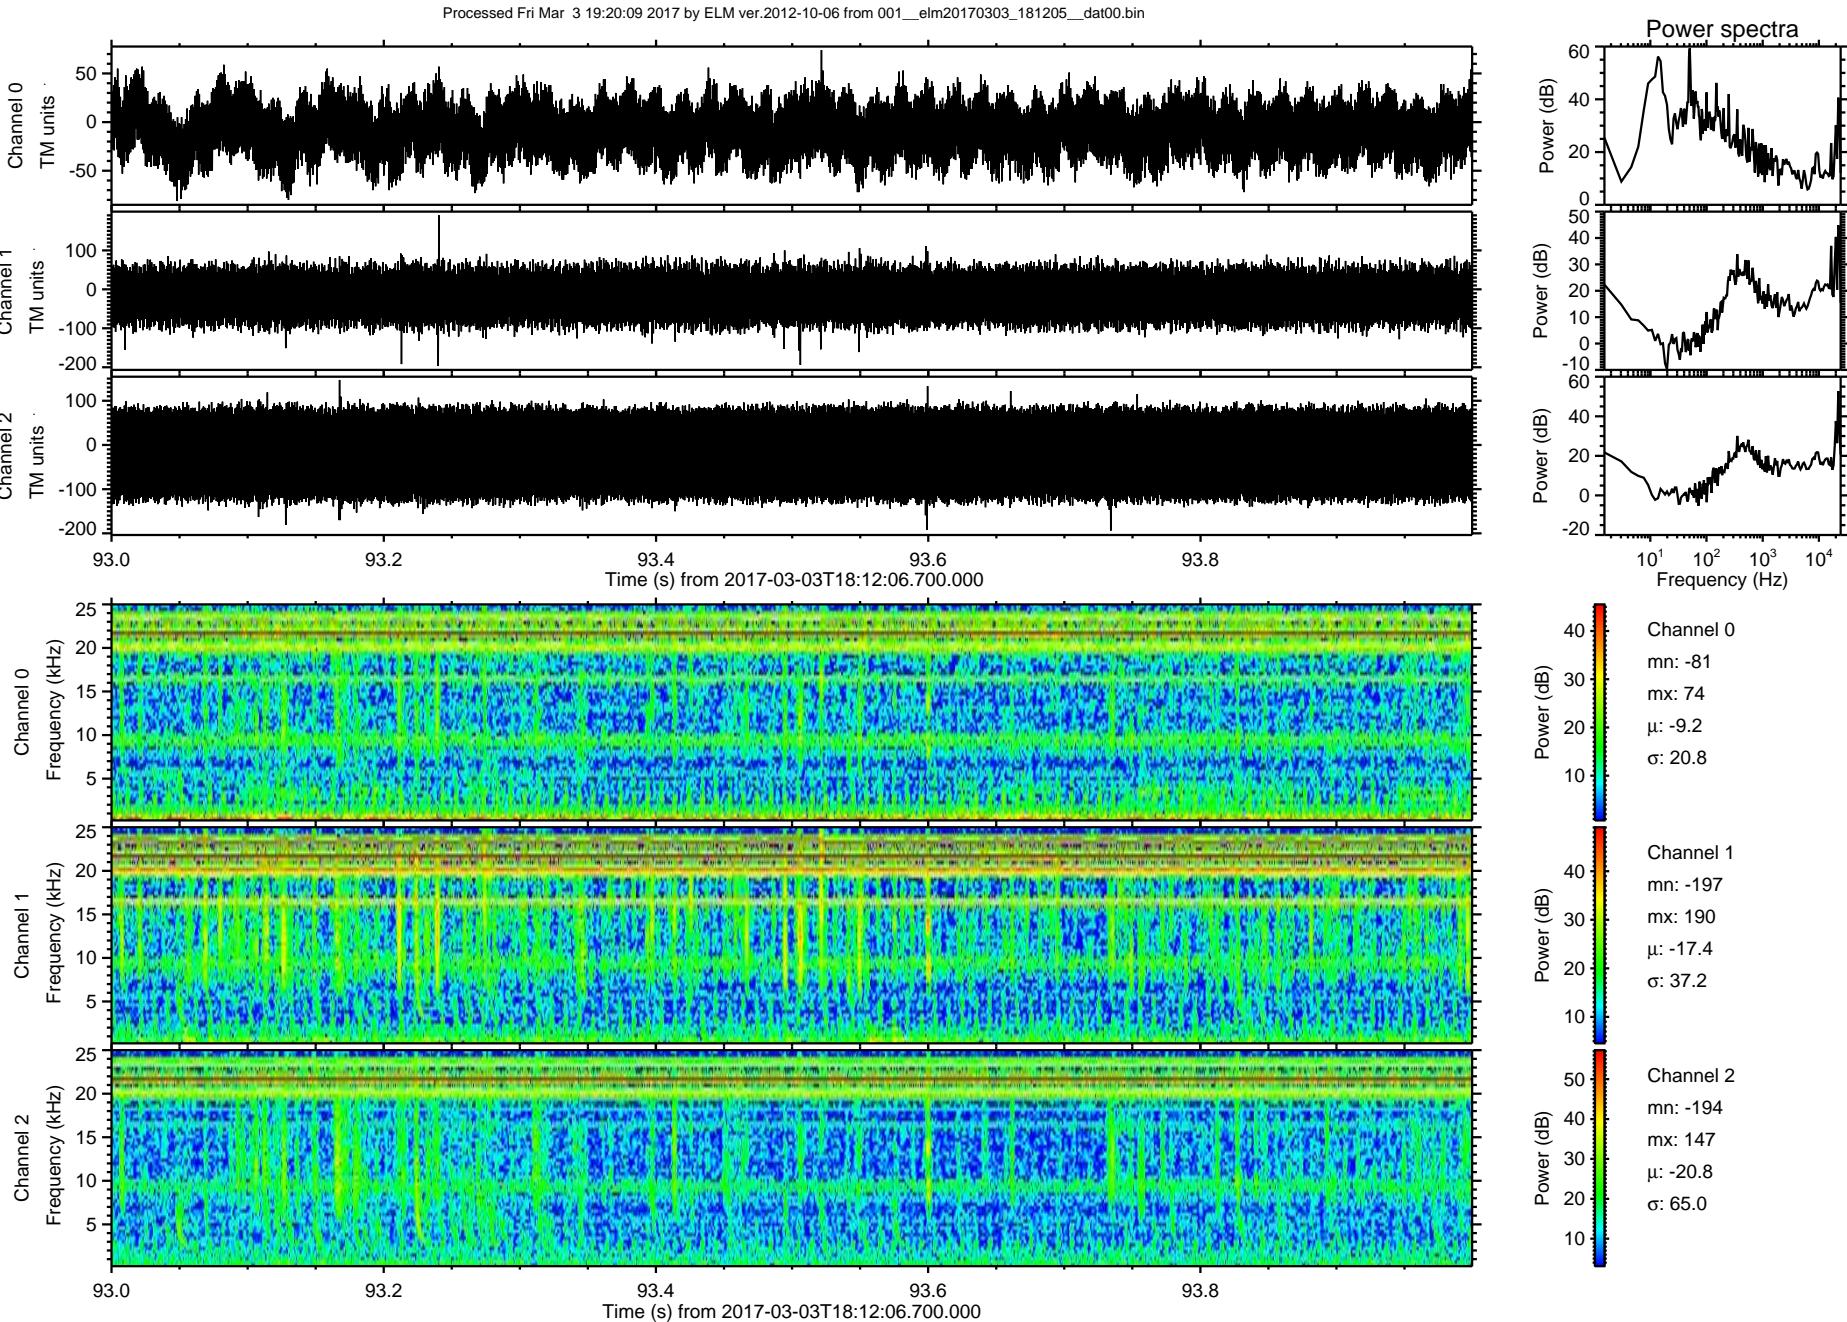 Processed Fri Mar 3 19:20:09 2017 by ELM ver.2012-10-06 from 001__elm20170303_181205__dat00.bin
Power spectra
Channel 0
TM units
50
0
-50
Power (dB)
60
40
20
0
Channel 1
TM units
100
0
-100
-200
Power (dB)
50
40
30
20
10
0
-10
Channel 2
TM units
100
0
-100
-200
Power (dB)
60
40
20
0
-20
93.0 93.2 93.4 93.6 93.8
Time (s) from 2017-03-03T18:12:06.700.000
10^1 10^2 10^3 10^4
Frequency (Hz)
Channel 0
Frequency (kHz)
25
20
15
10
5
Power (dB)
40
30
20
10
Channel 0
mn: -81
mx: 74
μ: -9.2
σ: 20.8
Channel 1
Frequency (kHz)
25
20
15
10
5
Power (dB)
40
30
20
10
Channel 1
mn: -197
mx: 190
μ: -17.4
σ: 37.2
Channel 2
Frequency (kHz)
25
20
15
10
5
Power (dB)
50
40
30
20
10
Channel 2
mn: -194
mx: 147
μ: -20.8
σ: 65.0
93.0 93.2 93.4 93.6 93.8
Time (s) from 2017-03-03T18:12:06.700.000